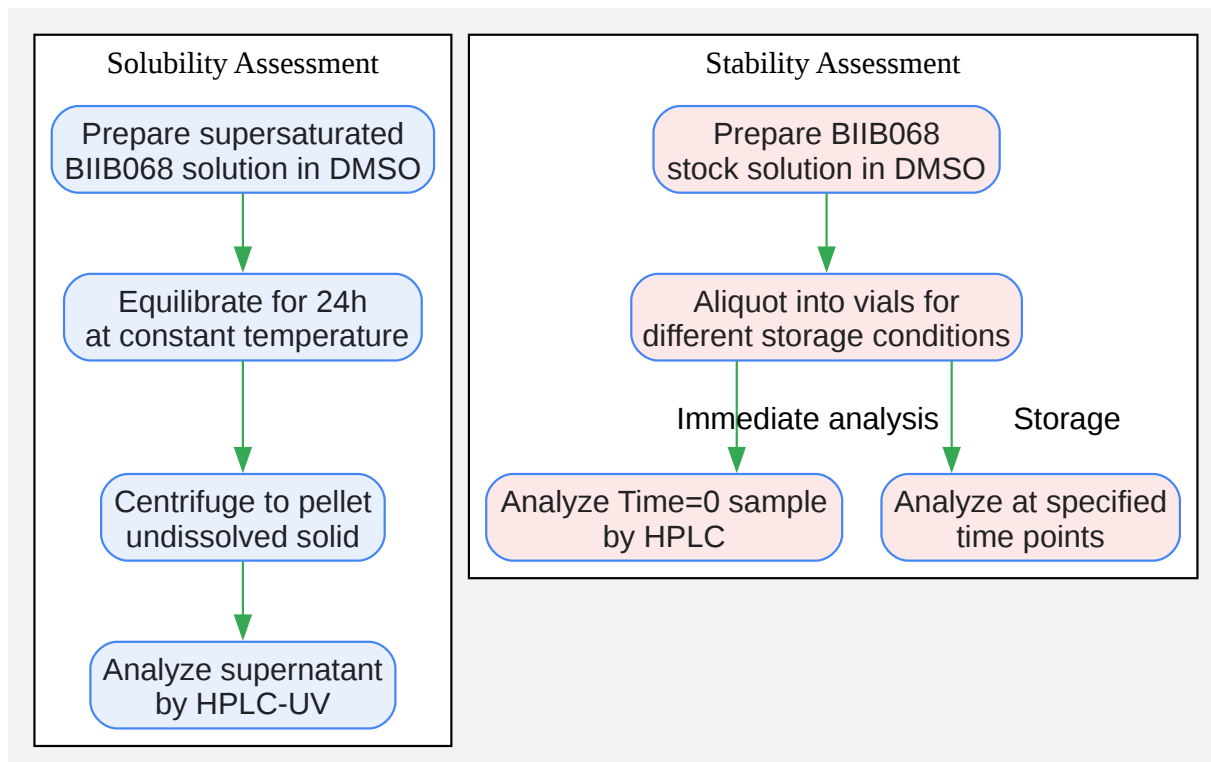 Solubility Assessment
Prepare supersaturated
BIIB068 solution in DMSO
Equilibrate for 24h
at constant temperature
Centrifuge to pellet
undissolved solid
Analyze supernatant
by HPLC-UV
Stability Assessment
Prepare BIIB068
stock solution in DMSO
Aliquot into vials for
different storage conditions
Immediate analysis
Storage
Analyze Time=0 sample
by HPLC
Analyze at specified
time points